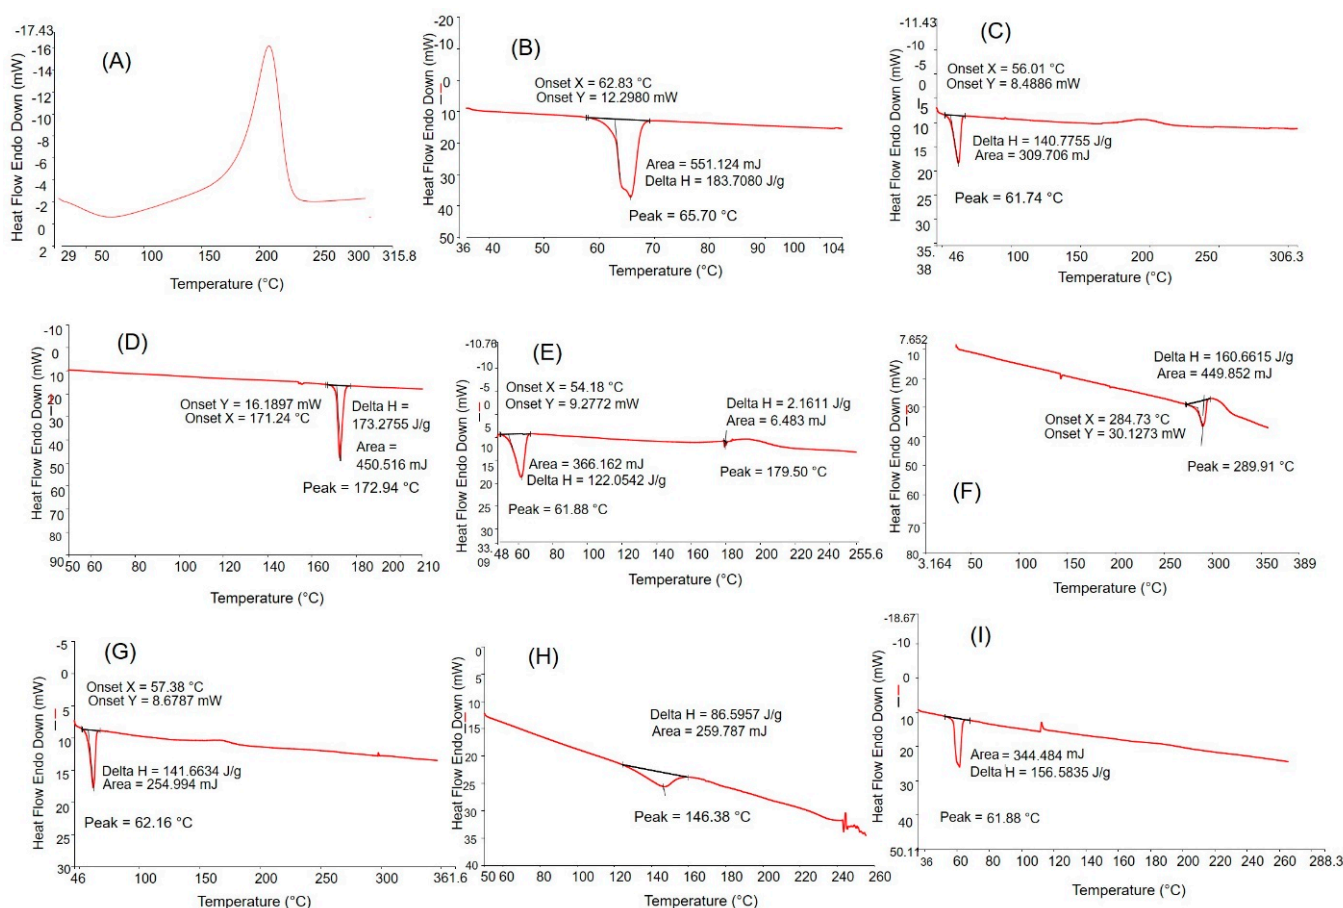 (A)
-17.43
-16
-14
-12
-10
-8
-6
-4
-2
0
2
Heat Flow Endo Down (mW)
29 50 100 150 200 250 300 315.8
Temperature (°C)
(B)
-20
-10
0
10
20
30
40
50
Heat Flow Endo Down (mW)
Onset X = 62.83 °C
Onset Y = 12.2980 mW
Area = 551.124 mJ
Delta H = 183.7080 J/g
Peak = 65.70 °C
36 40 50 60 70 80 90 100 104
Temperature (°C)
(C)
-11.43
-10
-5
0
5
10
15
20
25
30
35
38
Heat Flow Endo Down (mW)
Onset X = 56.01 °C
Onset Y = 8.4886 mW
Delta H = 140.7755 J/g
Area = 309.706 mJ
Peak = 61.74 °C
46 100 150 200 250 306.3
Temperature (°C)
(D)
-10
0
10
20
30
40
50
60
70
80
90
Heat Flow Endo Down (mW)
Onset Y = 16.1897 mW
Onset X = 171.24 °C
Delta H =
173.2755 J/g
Area =
450.516 mJ
Peak = 172.94 °C
50 60 80 100 120 140 160 180 200 210
Temperature (°C)
(E)
-10.78
-10
-5
0
5
10
15
20
25
30
33.
09
Heat Flow Endo Down (mW)
Onset X = 54.18 °C
Onset Y = 9.2772 mW
Delta H = 2.1611 J/g
Area = 6.483 mJ
Area = 366.162 mJ
Delta H = 122.0542 J/g
Peak = 179.50 °C
Peak = 61.88 °C
48 60 80 100 120 140 160 180 200 220 240 255.6
Temperature (°C)
(F)
7.652
10
20
30
40
50
60
70
80
Heat Flow Endo Down (mW)
Delta H = 160.6615 J/g
Area = 449.852 mJ
Onset X = 284.73 °C
Onset Y = 30.1273 mW
Peak = 289.91 °C
3.164 50 100 150 200 250 300 350 389
Temperature (°C)
(G)
-5
0
5
10
15
20
25
30
Heat Flow Endo Down (mW)
Onset X = 57.38 °C
Onset Y = 8.6787 mW
Delta H = 141.6634 J/g
Area = 254.994 mJ
Peak = 62.16 °C
46 100 150 200 250 300 361.6
Temperature (°C)
(H)
0
5
10
15
20
25
30
35
40
Heat Flow Endo Down (mW)
Delta H = 86.5957 J/g
Area = 259.787 mJ
Peak = 146.38 °C
50 60 80 100 120 140 160 180 200 220 240 260
Temperature (°C)
(I)
-18.67
-10
0
10
20
30
40
50.11
Heat Flow Endo Down (mW)
Area = 344.484 mJ
Delta H = 156.5835 J/g
Peak = 61.88 °C
36 60 80 100 120 140 160 180 200 220 240 260 288.3
Temperature (°C)